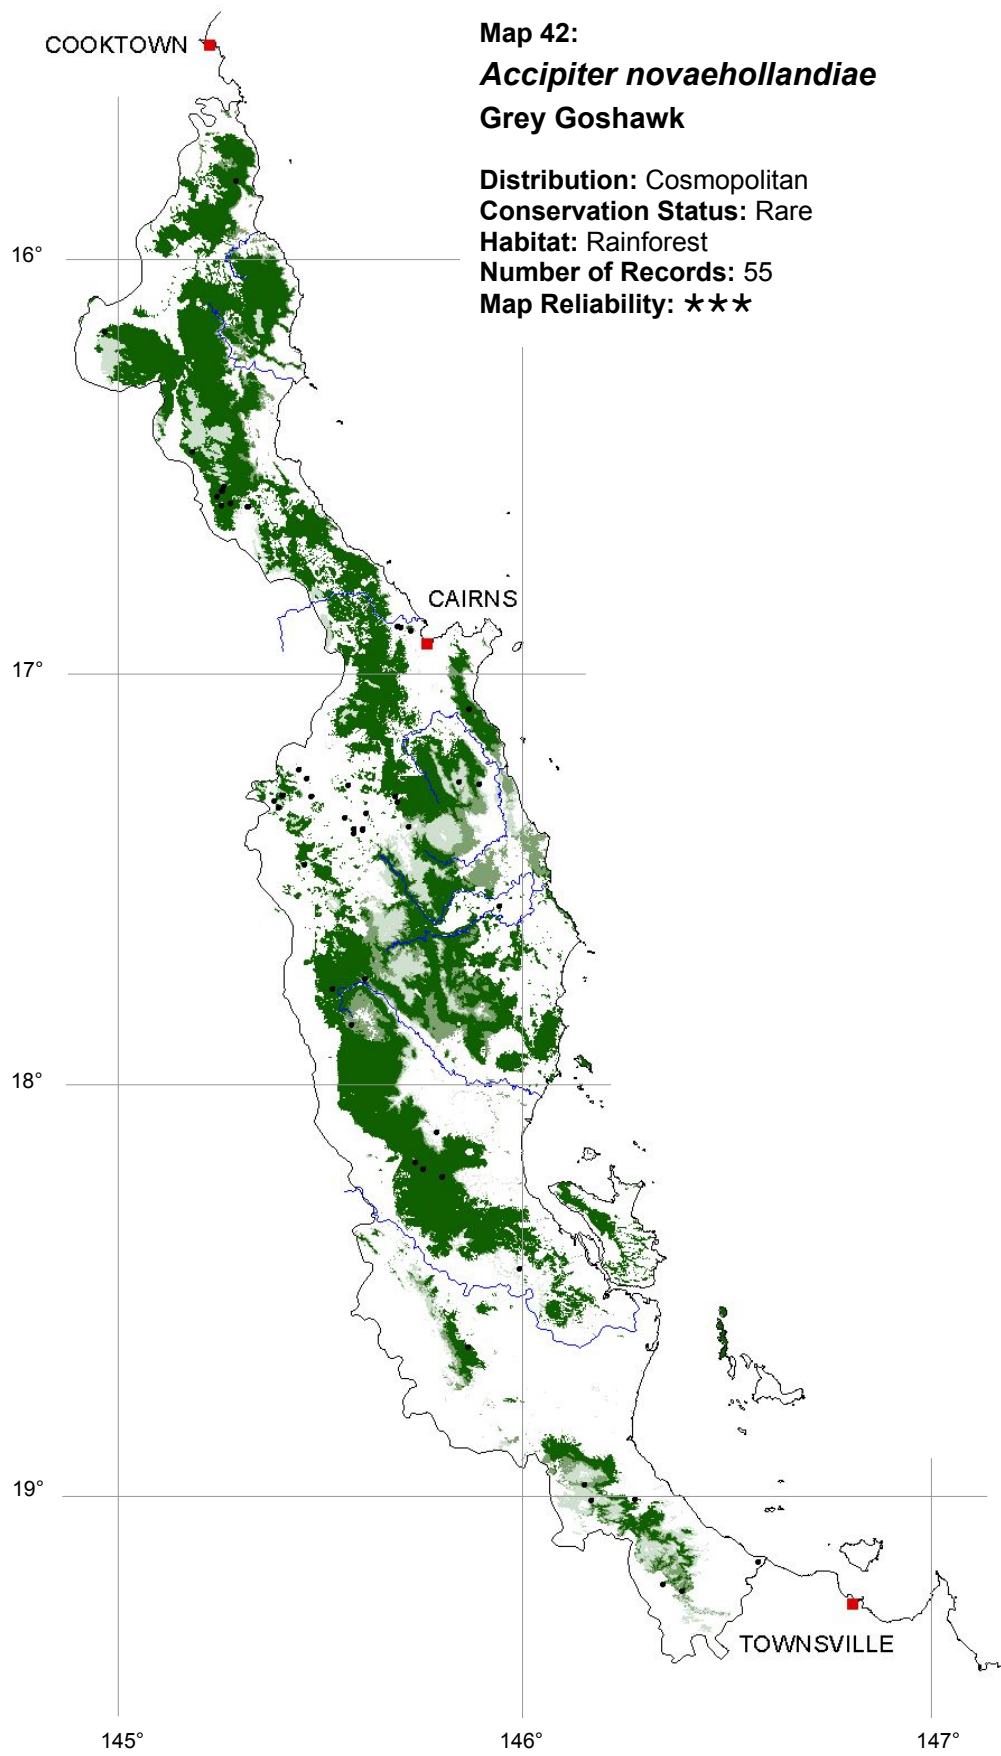 Map 42:
Accipiter novaehollandiae
Grey Goshawk
Distribution: Cosmopolitan
Conservation Status: Rare
Habitat: Rainforest
Number of Records: 55
Map Reliability: ***
COOKTOWN
16°
CAIRNS
17°
18°
19°
TOWNSVILLE
145°
146°
147°